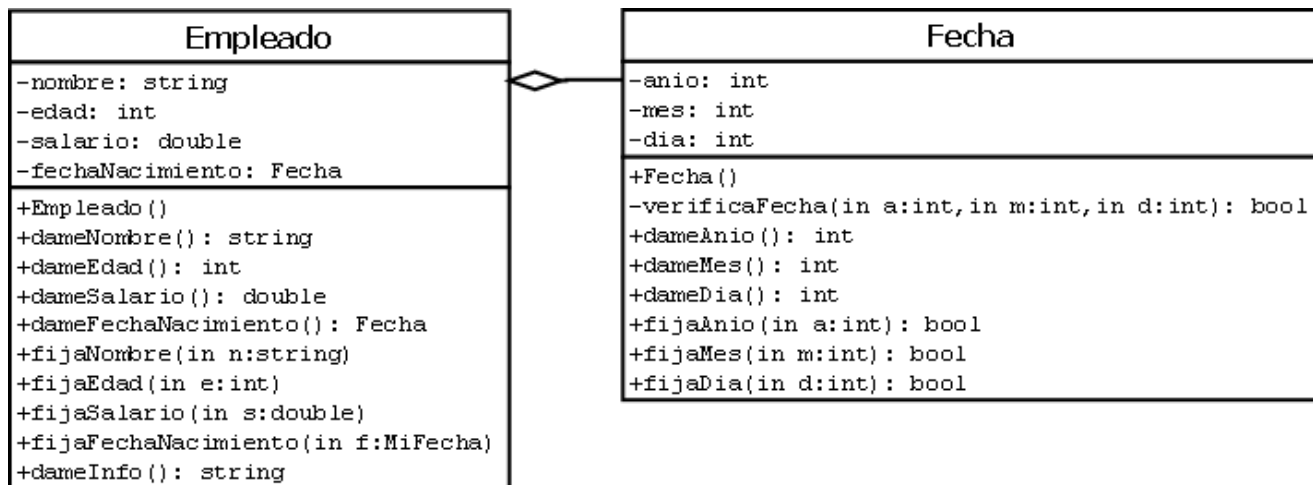 Empleado
-nombre: string
-edad: int
-salario: double
-fechaNacimiento: Fecha
+Empleado()
+dameNombre(): string
+dameEdad(): int
+dameSalario(): double
+dameFechaNacimiento(): Fecha
+fijaNombre(in n:string)
+fijaEdad(in e:int)
+fijaSalario(in s:double)
+fijaFechaNacimiento(in f:MiFecha)
+dameInfo(): string
Fecha
-anio: int
-mes: int
-dia: int
+Fecha()
-verificaFecha(in a:int,in m:int,in d:int): bool
+dameAnio(): int
+dameMes(): int
+dameDia(): int
+fijaAnio(in a:int): bool
+fijaMes(in m:int): bool
+fijaDia(in d:int): bool